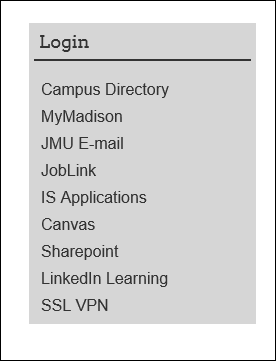 Login
Campus Directory
MyMadison
JMU E-mail
JobLink
IS Applications
Canvas
Sharepoint
LinkedIn Learning
SSL VPN